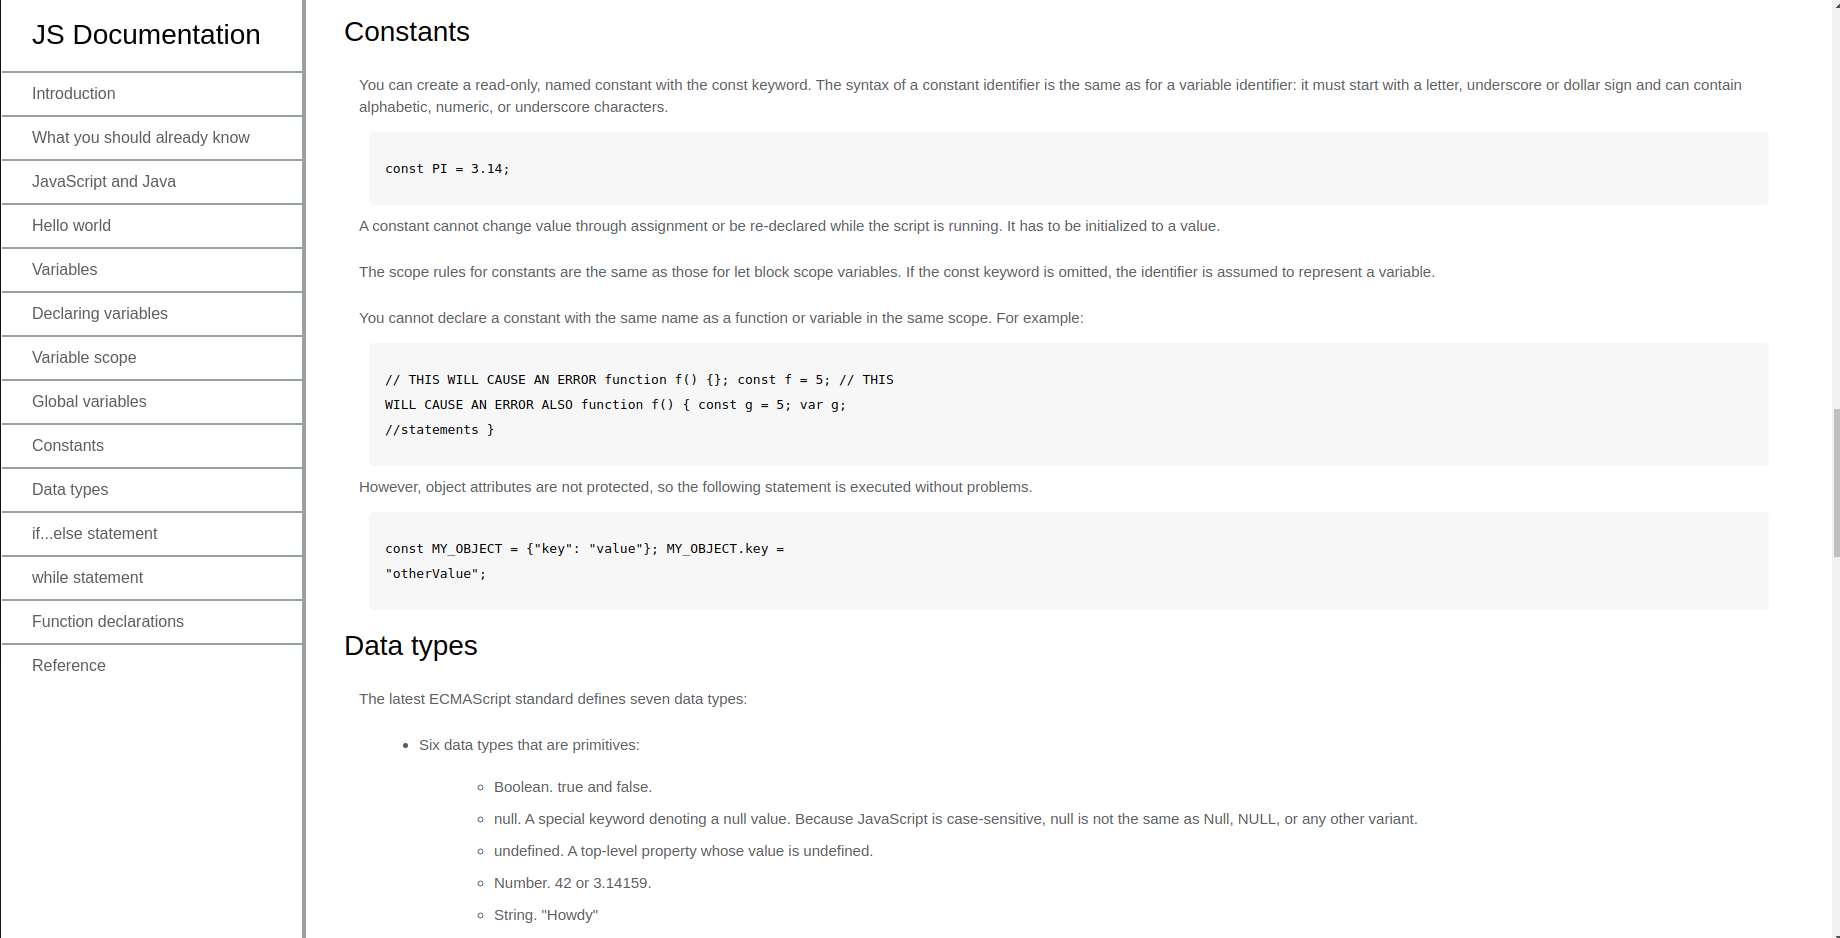 JS Documentation
Introduction
What you should already know
JavaScript and Java
Hello world
Variables
Declaring variables
Variable scope
Global variables
Constants
Data types
if...else statement
while statement
Function declarations
Reference
Constants
You can create a read-only, named constant with the const keyword. The syntax of a constant identifier is the same as for a variable identifier: it must start with a letter, underscore or dollar sign and can contain
alphabetic, numeric, or underscore characters.
const PI = 3.14;
A constant cannot change value through assignment or be re-declared while the script is running. It has to be initialized to a value.
The scope rules for constants are the same as those for let block scope variables. If the const keyword is omitted, the identifier is assumed to represent a variable.
You cannot declare a constant with the same name as a function or variable in the same scope. For example:
// THIS WILL CAUSE AN ERROR function f() {}; const f = 5; // THIS
WILL CAUSE AN ERROR ALSO function f() { const g = 5; var g;
//statements }
However, object attributes are not protected, so the following statement is executed without problems.
const MY_OBJECT = {"key": "value"}; MY_OBJECT.key =
"otherValue";
Data types
The latest ECMAScript standard defines seven data types:
Six data types that are primitives:
Boolean. true and false.
null. A special keyword denoting a null value. Because JavaScript is case-sensitive, null is not the same as Null, NULL, or any other variant.
undefined. A top-level property whose value is undefined.
Number. 42 or 3.14159.
String. "Howdy"